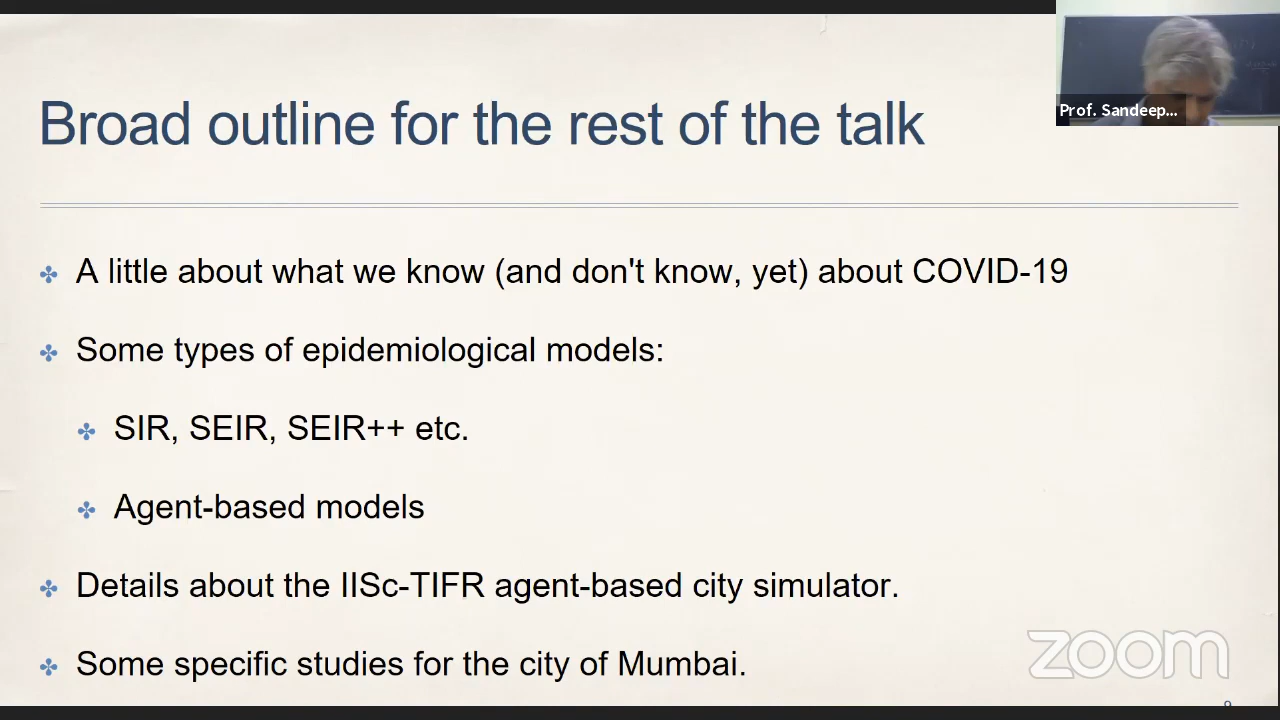 Broad outline for the rest of the talk
Prof. Sandeep...
A little about what we know (and don't know, yet) about COVID-19
Some types of epidemiological models:
SIR, SEIR, SEIR++ etc.
Agent-based models
Details about the IISc-TIFR agent-based city simulator.
Some specific studies for the city of Mumbai.
zoom